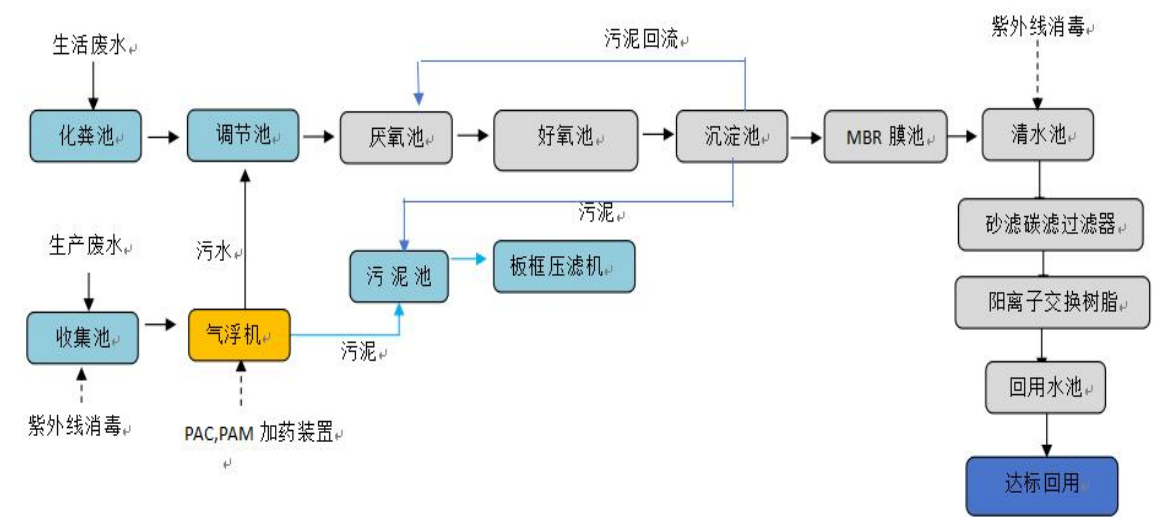 紫外线消毒
生活废水
污泥回流
化粪池
调节池
厌氧池
好氧池
沉淀池
MBR 膜池
清水池
污泥
砂滤碳滤过滤器
生产废水
污水
污 泥 池
板框压滤机
阳离子交换树脂
收集池
气浮机
污泥
回用水池
紫外线消毒
PAC,PAM 加药装置
达标回用